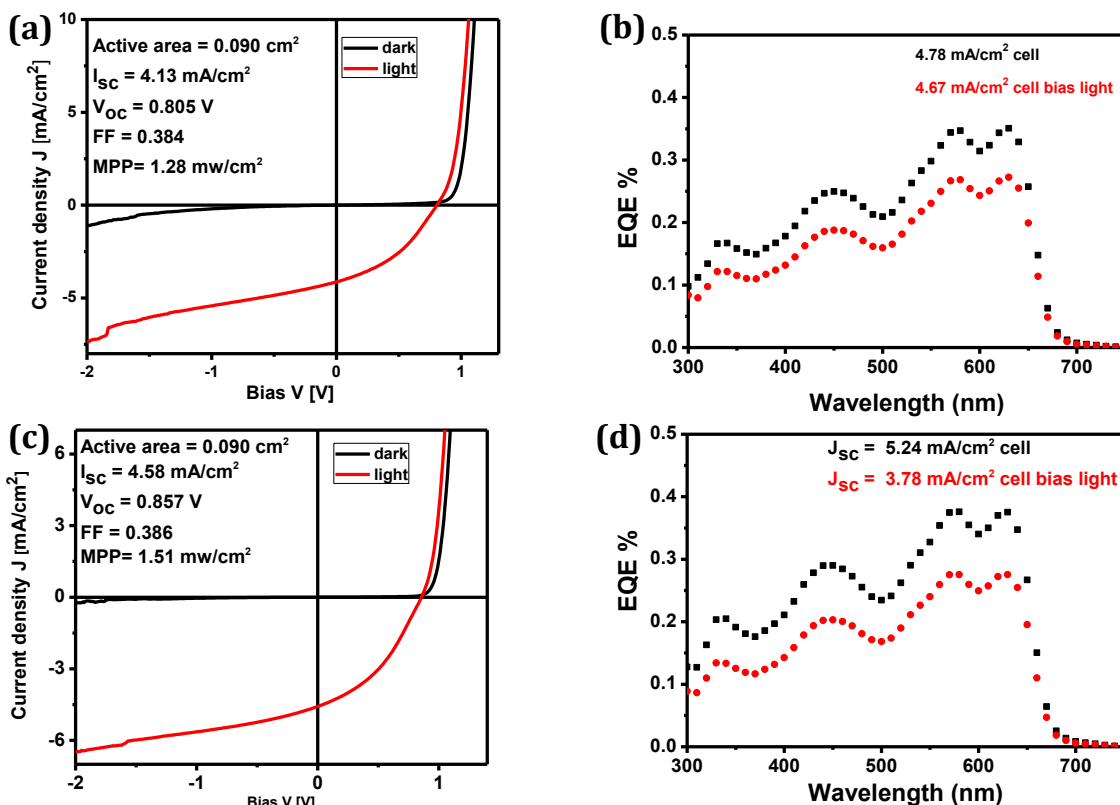 (a)
Active area = 0.090 cm²
I_SC = 4.13 mA/cm²
V_OC = 0.805 V
FF = 0.384
MPP= 1.28 mw/cm²
dark
light
10
5
0
-5
-2
-1
0
1
Current density J [mA/cm²]
Bias V [V]
(b)
4.78 mA/cm² cell
4.67 mA/cm² cell bias light
0.5
0.4
0.3
0.2
0.1
0.0
300
400
500
600
700
EQE %
Wavelength (nm)
(c)
Active area = 0.090 cm²
I_SC = 4.58 mA/cm²
V_OC = 0.857 V
FF = 0.386
MPP= 1.51 mw/cm²
dark
light
6
3
0
-3
-6
-2
-1
0
1
Current density J [mA/cm²]
Bias V [V]
(d)
J_SC = 5.24 mA/cm² cell
J_SC = 3.78 mA/cm² cell bias light
0.5
0.4
0.3
0.2
0.1
0.0
300
400
500
600
700
EQE %
Wavelength (nm)